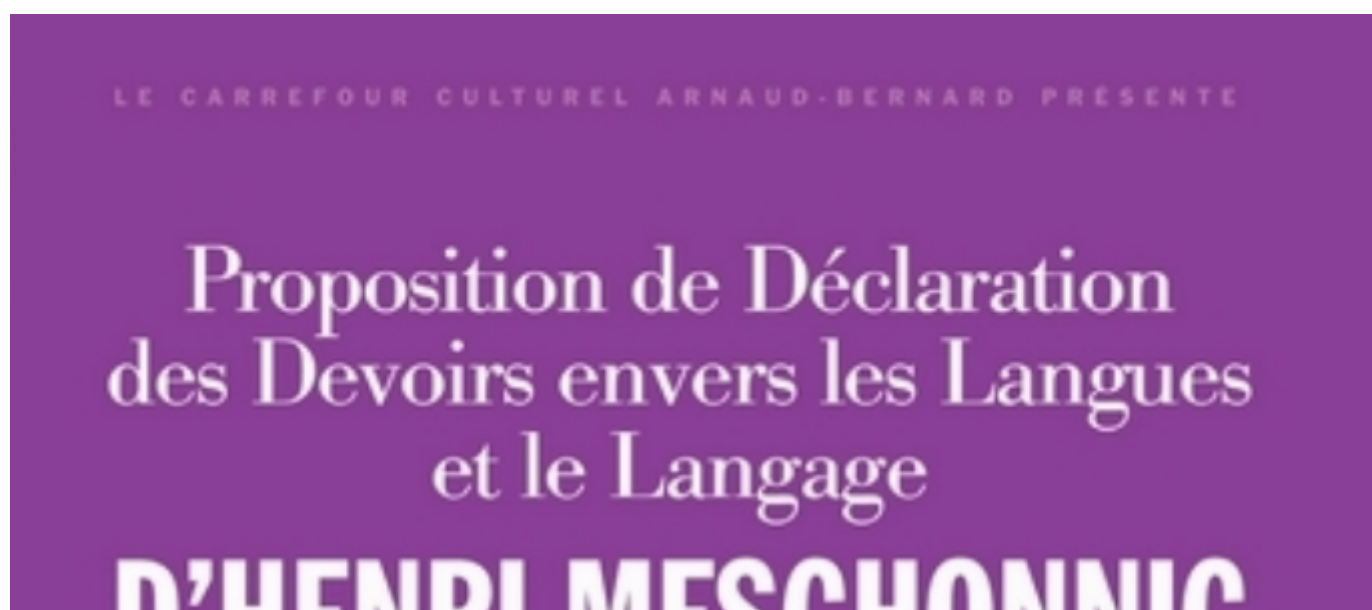 LE CARREFOUR CULTUREL ARNAUD-BERNARD PRÉSENTE
Proposition de Déclaration
des Devoirs envers les Langues
et le Langage
D'HENRI MESCHONNIC